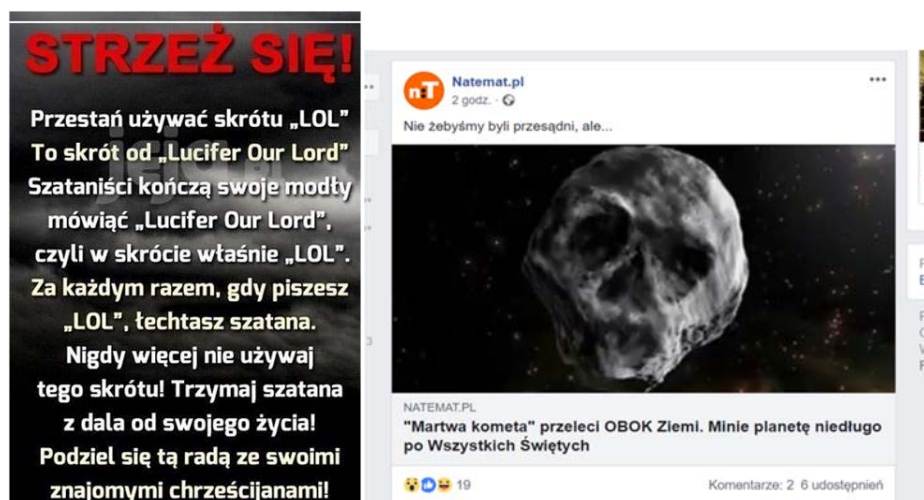 STRZEŻ SIĘ!
Przestań używać skrótu „LOL”
To skrót od „Lucifer Our Lord”
Szataniści kończą swoje modły
mówiąć „Lucifer Our Lord”,
czyli w skrócie właśnie „LOL”.
Za każdym razem, gdy piszesz
„LOL”, łechtasz szatana.
Nigdy więcej nie używaj
tego skrótu! Trzymaj szatana
z dala od swojego życia!
Podziel się tą radą ze swoimi
znajomymi chrześcijanami!
n:T
Natemat.pl
2 godz.
Nie żebyśmy byli przesądni, ale...
NATEMAT.PL
"Martwa kometa" przeleci OBOK Ziemi. Minie planetę niedługo
po Wszystkich Świętych
19
Komentarze: 2 6 udostępnień